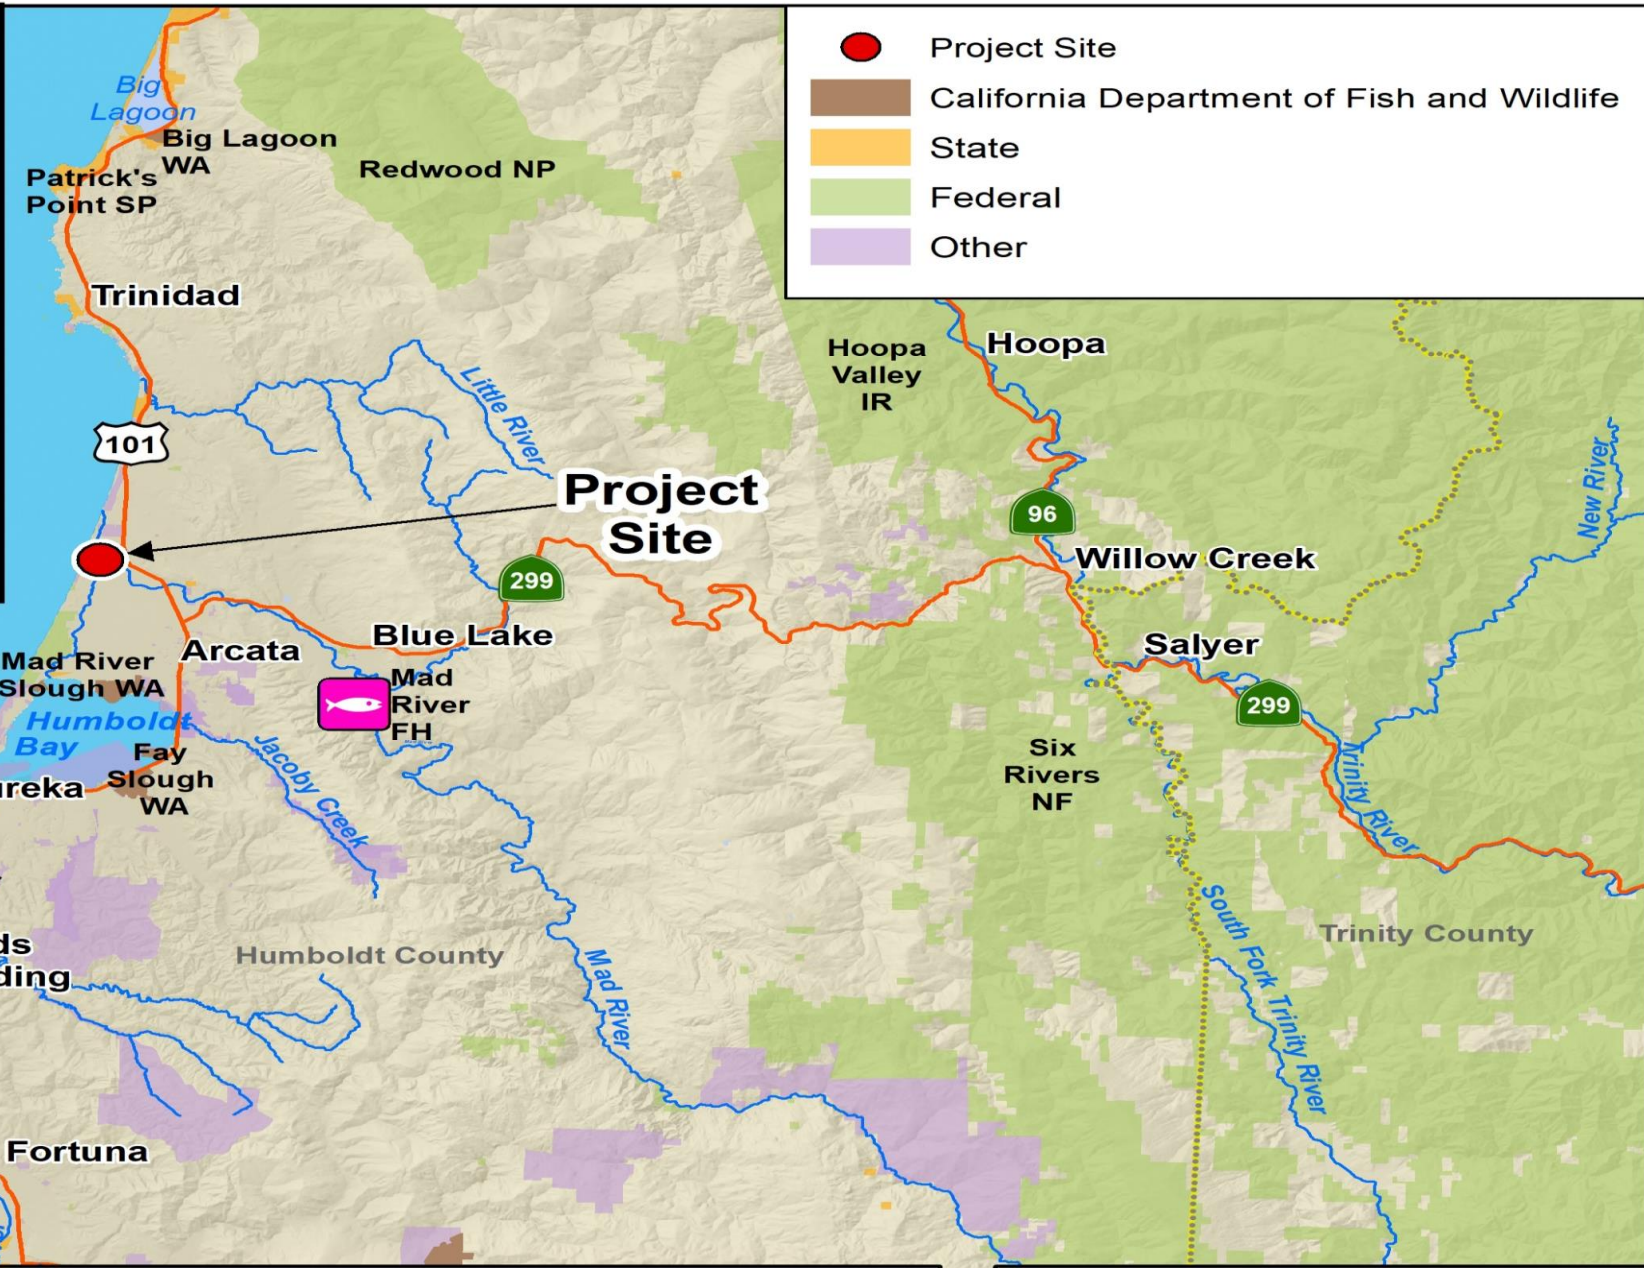 Project Site
California Department of Fish and Wildlife
State
Federal
Other
Big
Lagoon
Big Lagoon
WA
Patrick's
Point SP
Redwood NP
Trinidad
Hoopa
Valley
IR
Hoopa
Little River
101
Project
Site
96
New River
Willow Creek
299
Blue Lake
Arcata
Salyer
Mad River
Slough WA
Mad
River
FH
299
Humboldt
Bay
Fay
Slough
WA
Jacoby Creek
Six
Rivers
NF
Trinity River
ureka
South Fork Trinity River
Trinity County
ds
ding
Humboldt County
Mad River
Fortuna